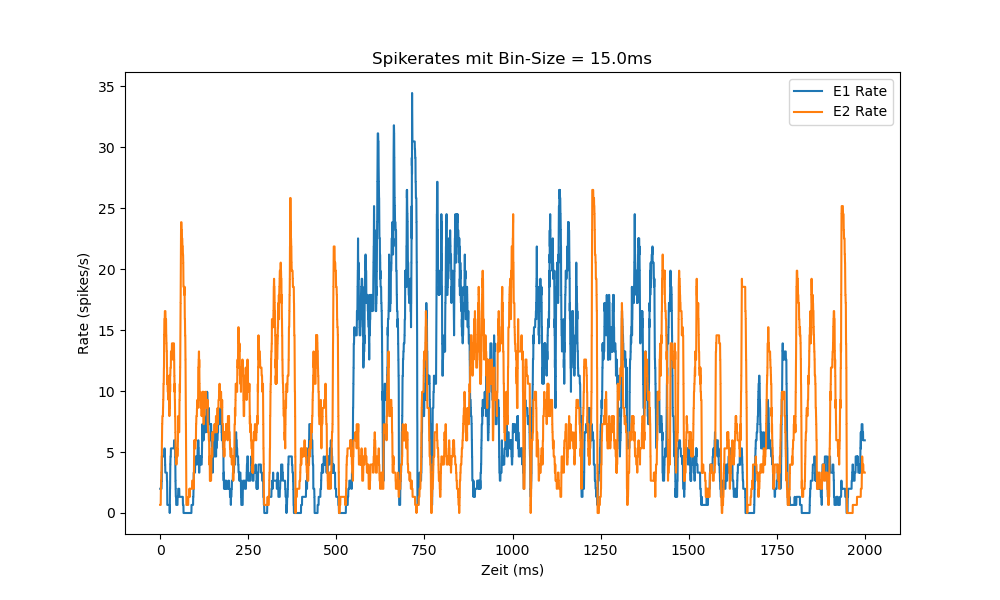 Spikerates mit Bin-Size = 15.0ms
E1 Rate
E2 Rate
35
30
25
20
15
10
5
0
Rate (spikes/s)
0 250 500 750 1000 1250 1500 1750 2000
Zeit (ms)